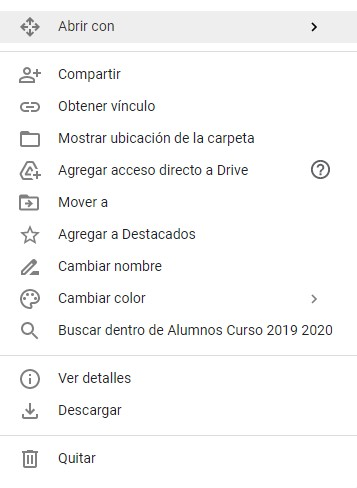 Abrir con
Compartir
Obtener vínculo
Mostrar ubicación de la carpeta
Agregar acceso directo a Drive
Mover a
Agregar a Destacados
Cambiar nombre
Cambiar color
Buscar dentro de Alumnos Curso 2019 2020
Ver detalles
Descargar
Quitar